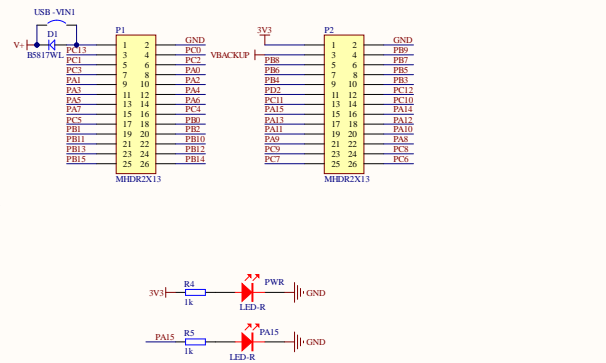 USB -VIN1
P1
P2
V+
D1
B5817WL
1 2 GND
PC13 3 4 PC0
PC1 5 6 PC2
PC3 7 8 PA0
PA1 9 10 PA2
PA3 11 12 PA4
PA5 13 14 PA6
PA7 15 16 PC4
PC5 17 18 PB0
PB1 19 20 PB2
PB11 21 22 PB10
PB13 23 24 PB12
PB15 25 26 PB14
MHDR2X13
3V3 1 2 GND
VBACKUP 3 4 PB9
PB8 5 6 PB7
PB6 7 8 PB5
PB4 9 10 PB3
PD2 11 12 PC12
PC11 13 14 PC10
PA15 15 16 PA14
PA13 17 18 PA12
PA11 19 20 PA10
PA9 21 22 PA8
PC9 23 24 PC8
PC7 25 26 PC6
MHDR2X13
R4 PWR
3V3 GND
1k LED-R
PA15 R5 PA15
GND
1k LED-R